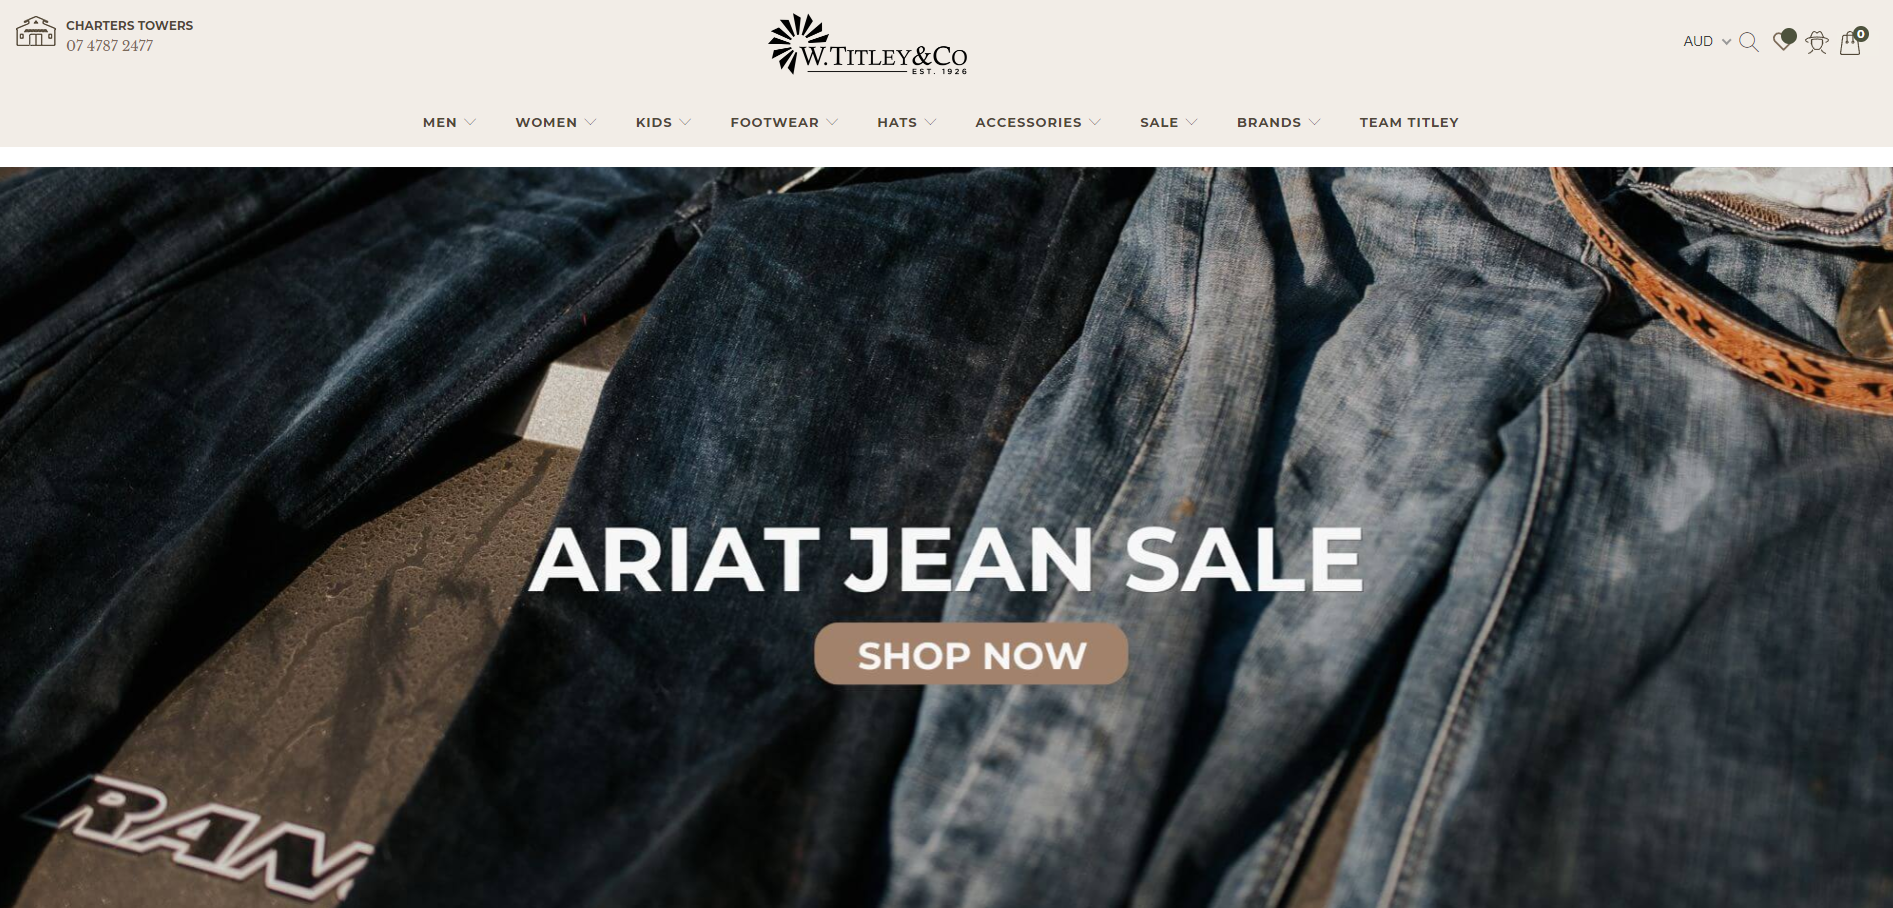 CHARTERS TOWERS
07 4787 2477
W. TITLEY & CO
EST. 1926
AUD
0
MEN
WOMEN
KIDS
FOOTWEAR
HATS
ACCESSORIES
SALE
BRANDS
TEAM TITLEY
ARIAT JEAN SALE
SHOP NOW
RAN